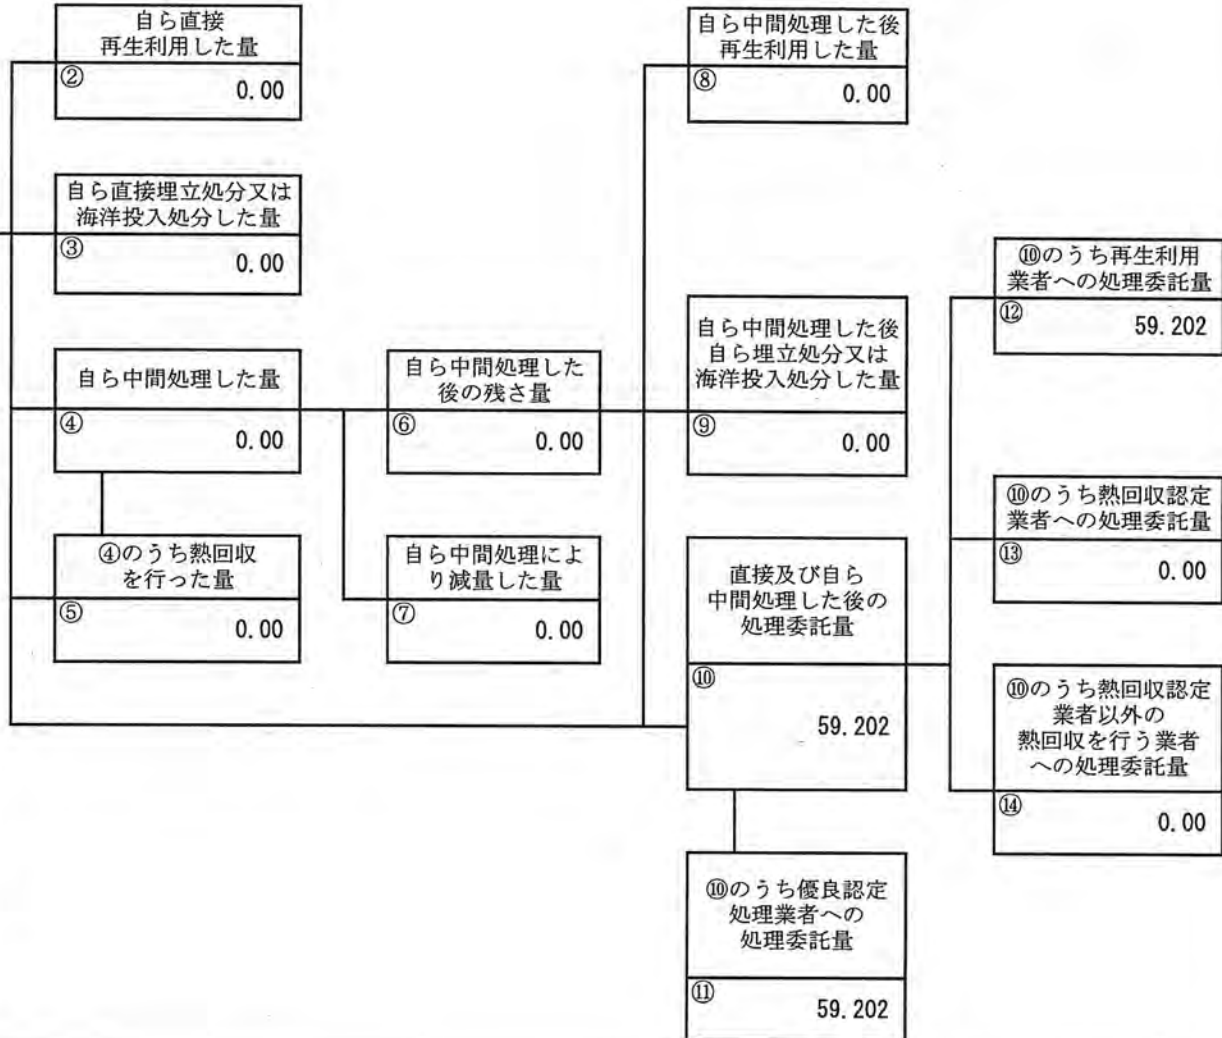 自ら直接
再生利用した量
②
0.00
自ら直接埋立処分又は
海洋投入処分した量
③
0.00
自ら中間処理した量
④
0.00
④のうち熱回収
を行った量
⑤
0.00
自ら中間処理した
後の残さ量
⑥
0.00
自ら中間処理によ
り減量した量
⑦
0.00
自ら中間処理した後
再生利用した量
⑧
0.00
自ら中間処理した後
自ら埋立処分又は
海洋投入処分した量
⑨
0.00
直接及び自ら
中間処理した後の
処理委託量
⑩
59.202
⑩のうち優良認定
処理業者への
処理委託量
⑪
59.202
⑩のうち再生利用
業者への処理委託量
⑫
59.202
⑩のうち熱回収認定
業者への処理委託量
⑬
0.00
⑩のうち熱回収認定
業者以外の
熱回収を行う業者
への処理委託量
⑭
0.00